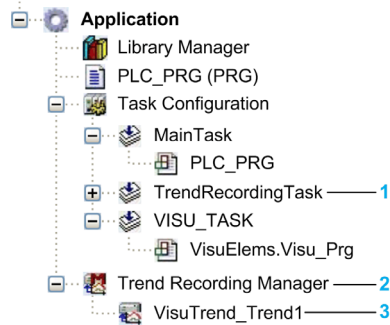 Application
Library Manager
PLC_PRG (PRG)
Task Configuration
MainTask
PLC_PRG
TrendRecordingTask 1
VISU_TASK
VisuElems.Visu_Prg
Trend Recording Manager 2
VisuTrend_Trend1 3